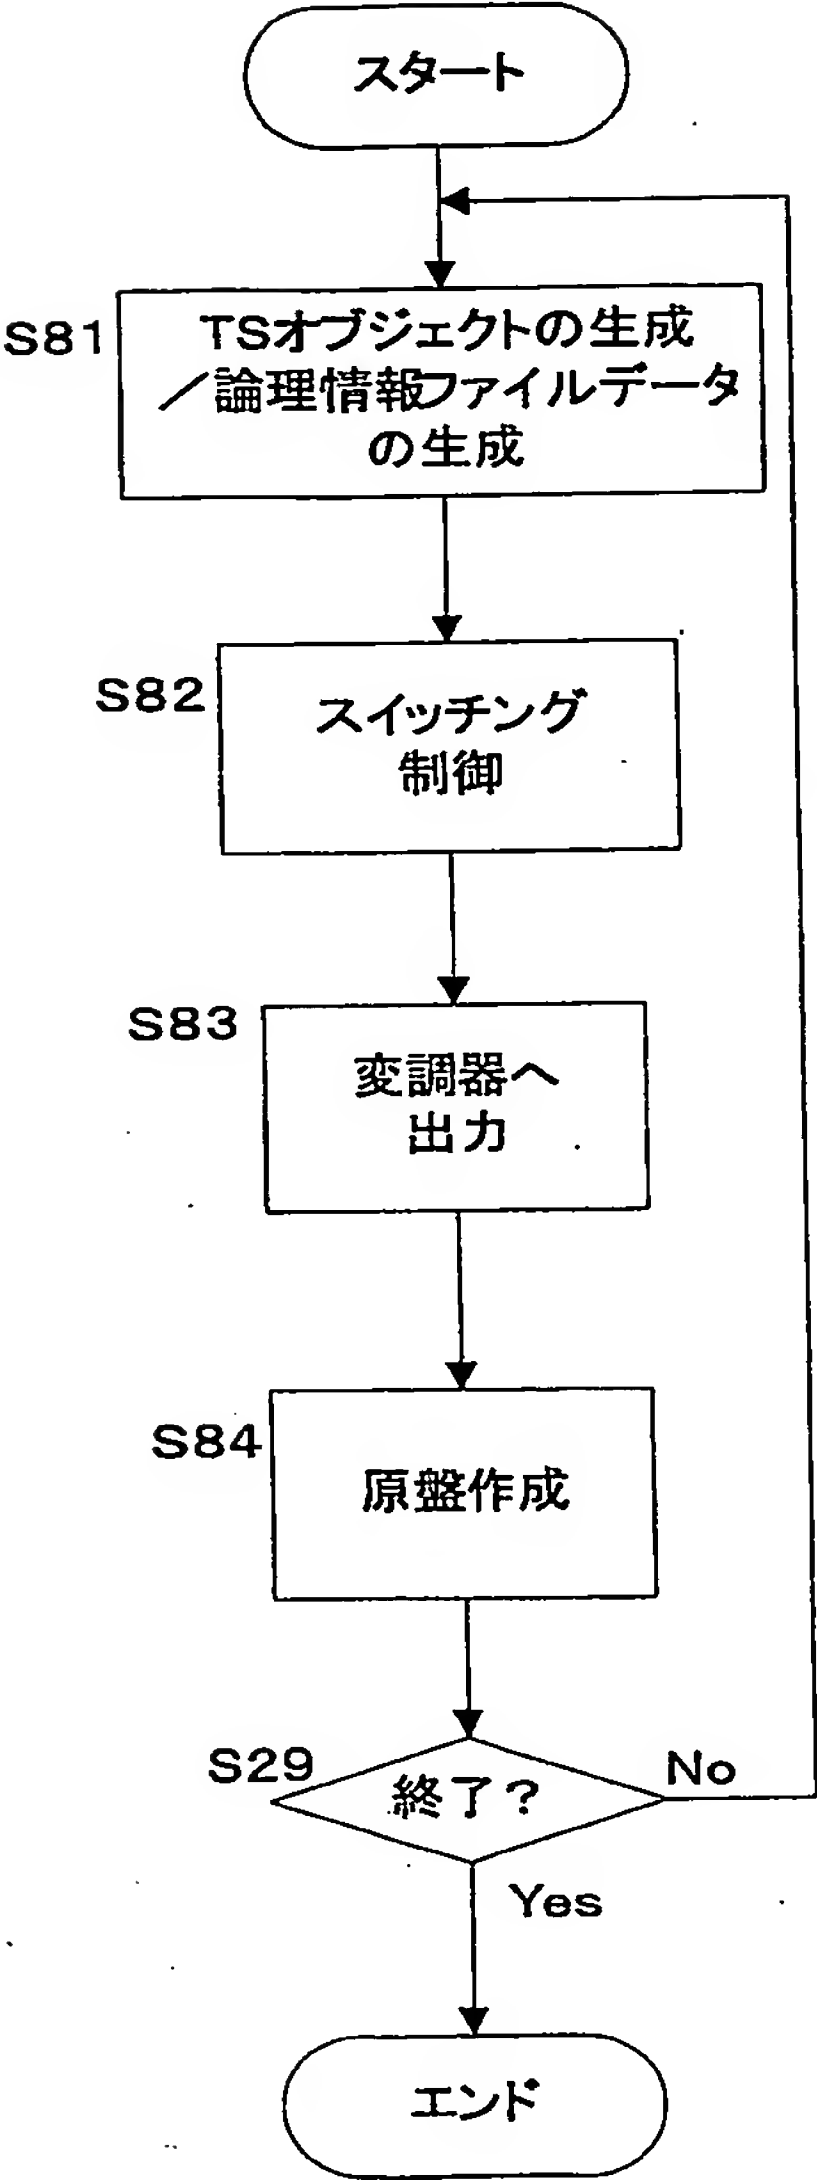 スタート
S81
TSオブジェクトの生成
／論理情報ファイルデータ
の生成
S82
スイッチング
制御
S83
変調器へ
出力
S84
原盤作成
S29
終了？
No
Yes
エンド